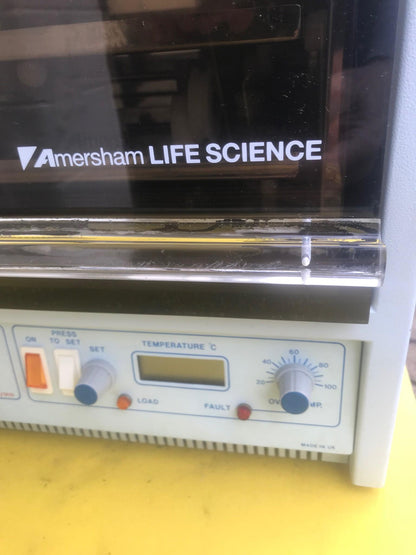 Amersham LIFE SCIENCE
PRESS
ON TO SET SET TEMPERATURE °C
60
40 80
20 100
LOAD FAULT
MADE IN UK